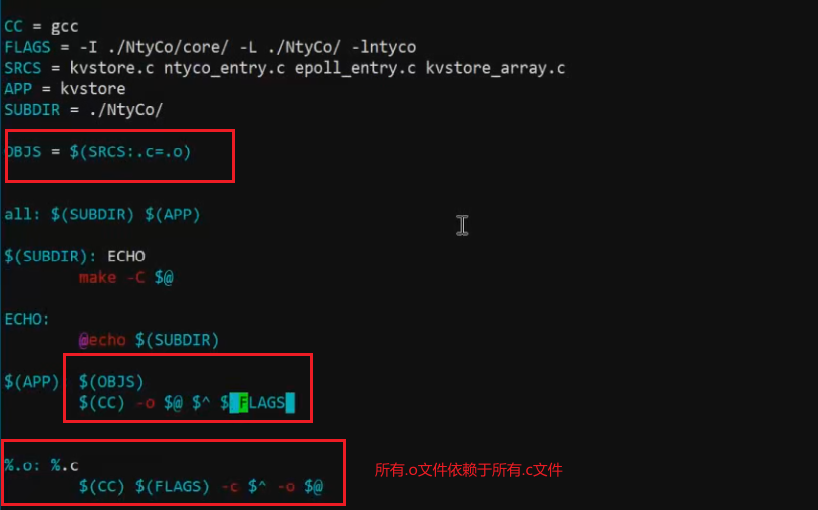 CC = gcc
FLAGS = -I ./NtyCo/core/ -L ./NtyCo/ -lntyco
SRCS = kvstore.c ntyco_entry.c epoll_entry.c kvstore_array.c
APP = kvstore
SUBDIR = ./NtyCo/
OBJS = $(SRCS:.c=.o)
all: $(SUBDIR) $(APP)
$(SUBDIR): ECHO
make -C $@
ECHO:
@echo $(SUBDIR)
$(APP): $(OBJS)
$(CC) -o $@ $^ $(FLAGS)
%.o: %.c
所有.o文件依赖于所有.c文件
$(CC) $(FLAGS) -c $^ -o $@